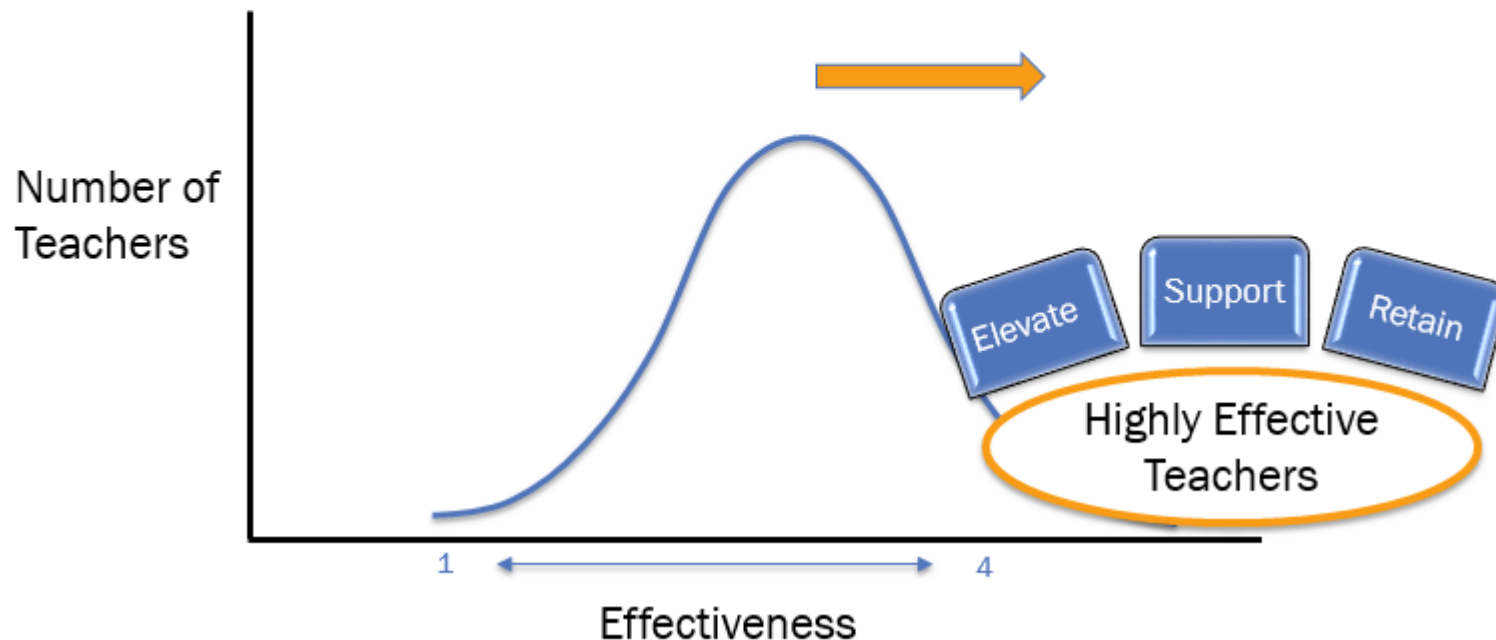 Number of
Teachers
Elevate
Support
Retain
Highly Effective
Teachers
1
4
Effectiveness